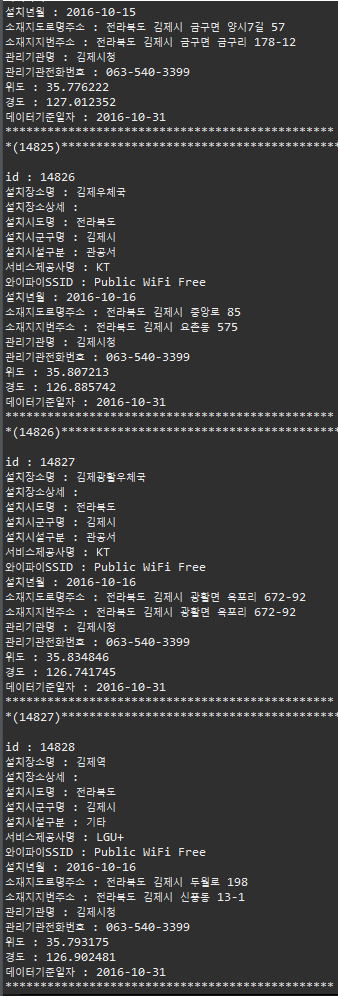 설치년월 : 2016-10-15
소재지도로명주소 : 전라북도 김제시 금구면 양시7길 57
소재지지번주소 : 전라북도 김제시 금구면 금구리 178-12
관리기관명 : 김제시청
관리기관전화번호 : 063-540-3399
위도 : 35.776222
경도 : 127.012352
데이터기준일자 : 2016-10-31
***********************************************
*(14825)****************************************
id : 14826
설치장소명 : 김제우체국
설치장소상세 :
설치시도명 : 전라북도
설치시군구명 : 김제시
설치시설구분 : 관공서
서비스제공사명 : KT
와이파이SSID : Public WiFi Free
설치년월 : 2016-10-16
소재지도로명주소 : 전라북도 김제시 중앙로 85
소재지지번주소 : 전라북도 김제시 요촌동 575
관리기관명 : 김제시청
관리기관전화번호 : 063-540-3399
위도 : 35.807213
경도 : 126.885742
데이터기준일자 : 2016-10-31
***********************************************
*(14826)****************************************
id : 14827
설치장소명 : 김제광활우체국
설치장소상세 :
설치시도명 : 전라북도
설치시군구명 : 김제시
설치시설구분 : 관공서
서비스제공사명 : KT
와이파이SSID : Public WiFi Free
설치년월 : 2016-10-16
소재지도로명주소 : 전라북도 김제시 광활면 옥포리 672-92
소재지지번주소 : 전라북도 김제시 광활면 옥포리 672-92
관리기관명 : 김제시청
관리기관전화번호 : 063-540-3399
위도 : 35.834846
경도 : 126.741745
데이터기준일자 : 2016-10-31
***********************************************
*(14827)****************************************
id : 14828
설치장소명 : 김제역
설치장소상세 :
설치시도명 : 전라북도
설치시군구명 : 김제시
설치시설구분 : 기타
서비스제공사명 : LGU+
와이파이SSID : Public WiFi Free
설치년월 : 2016-10-16
소재지도로명주소 : 전라북도 김제시 두월로 198
소재지지번주소 : 전라북도 김제시 신풍동 13-1
관리기관명 : 김제시청
관리기관전화번호 : 063-540-3399
위도 : 35.793175
경도 : 126.902481
데이터기준일자 : 2016-10-31
***********************************************